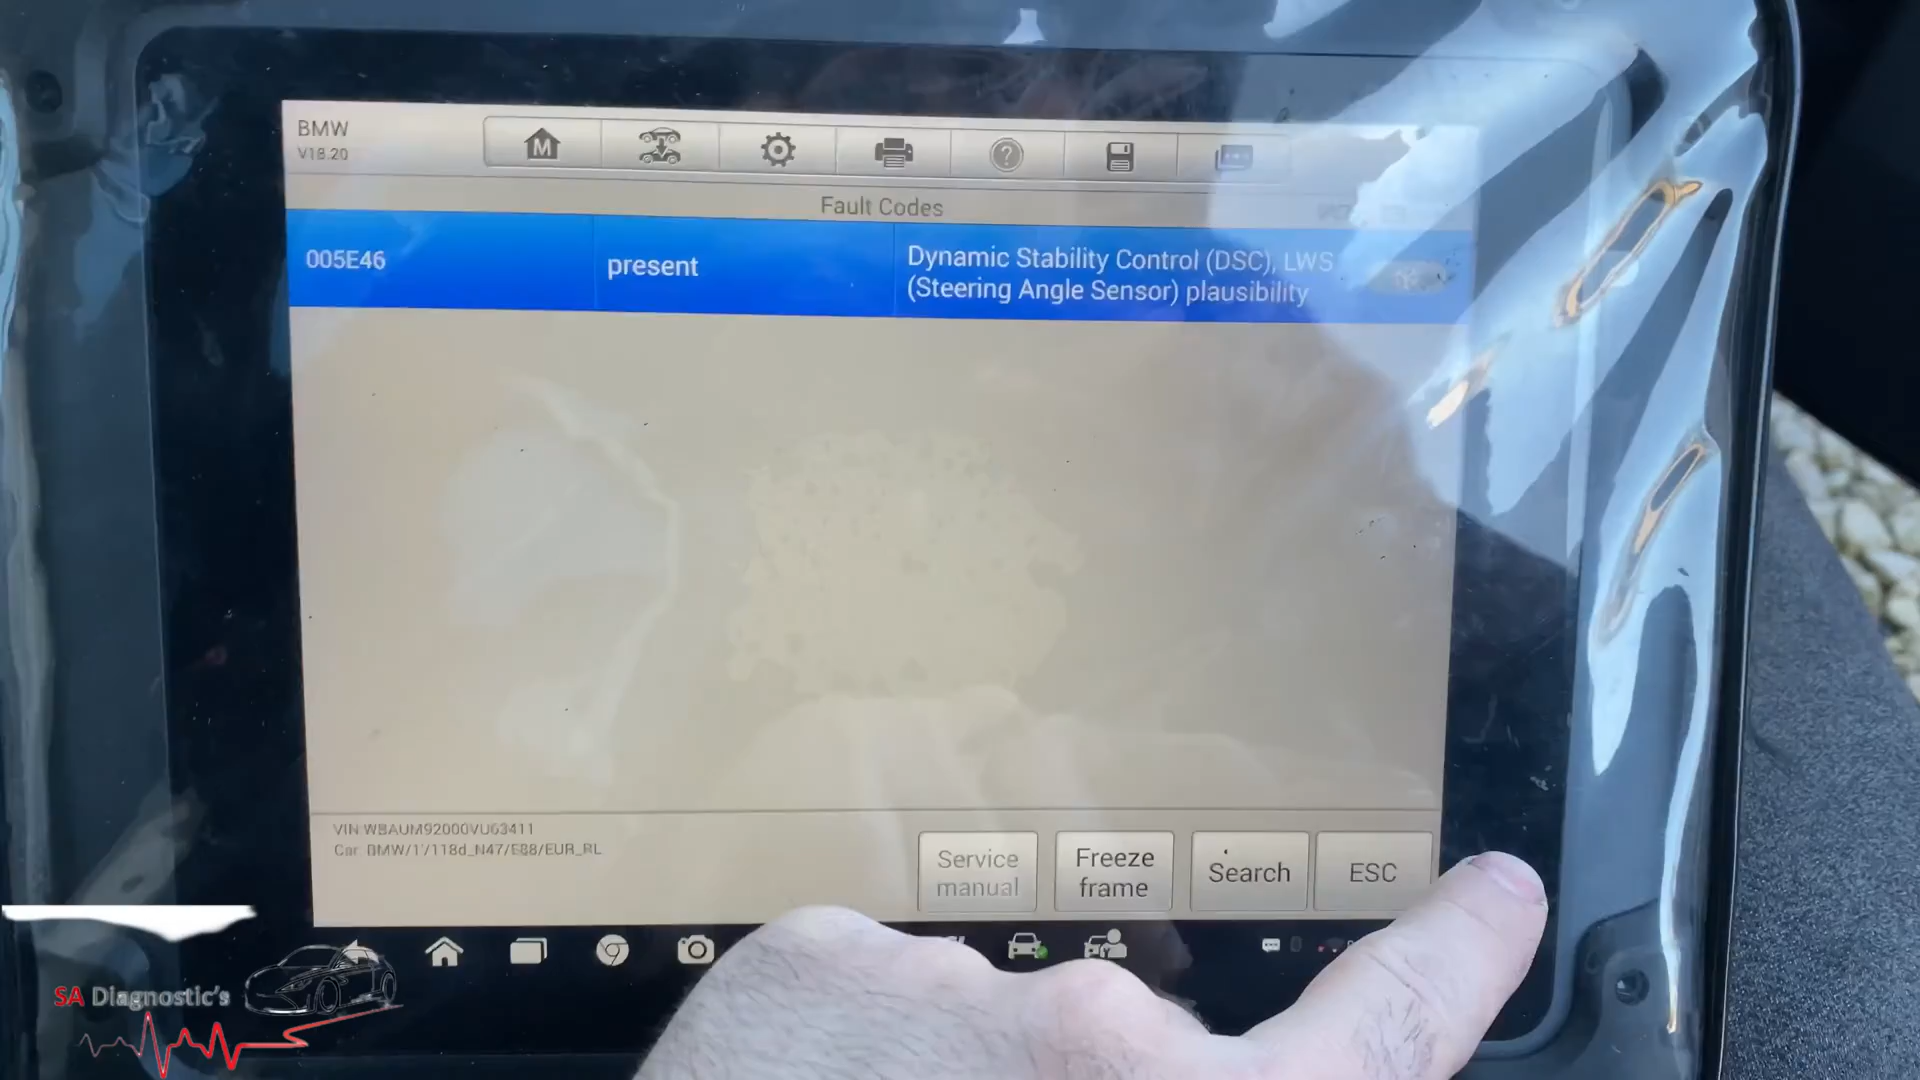 BMW
V18.20
M
?
Fault Codes
005E46
present
Dynamic Stability Control (DSC), LWS
(Steering Angle Sensor) plausibility
VIN WBAUM92000VU63411
Car: BMW/1'/118d_N47/E88/EUR_RL
Service
manual
Freeze
frame
Search
ESC
SA Diagnostic's